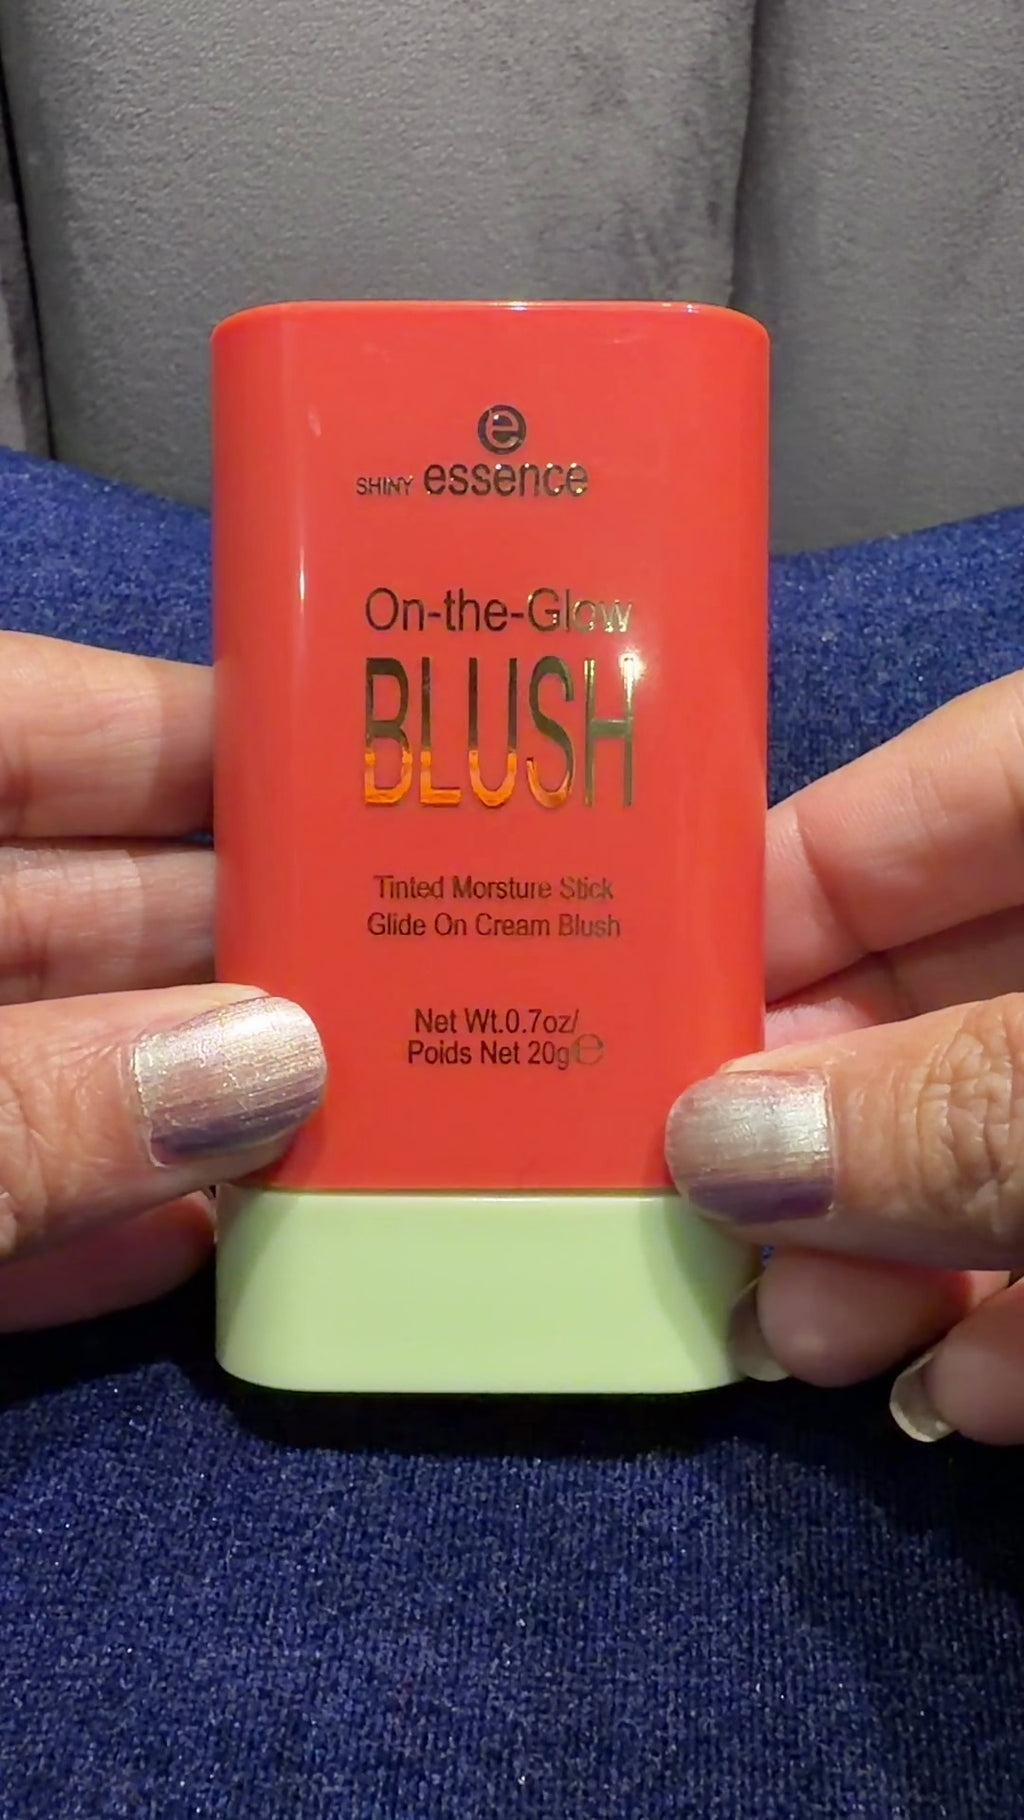 e
SHINY essence
On-the-Glow
BLUSH
Tinted Morsture Stick
Glide On Cream Blush
Net Wt.0.7oz/
Poids Net 20g℮